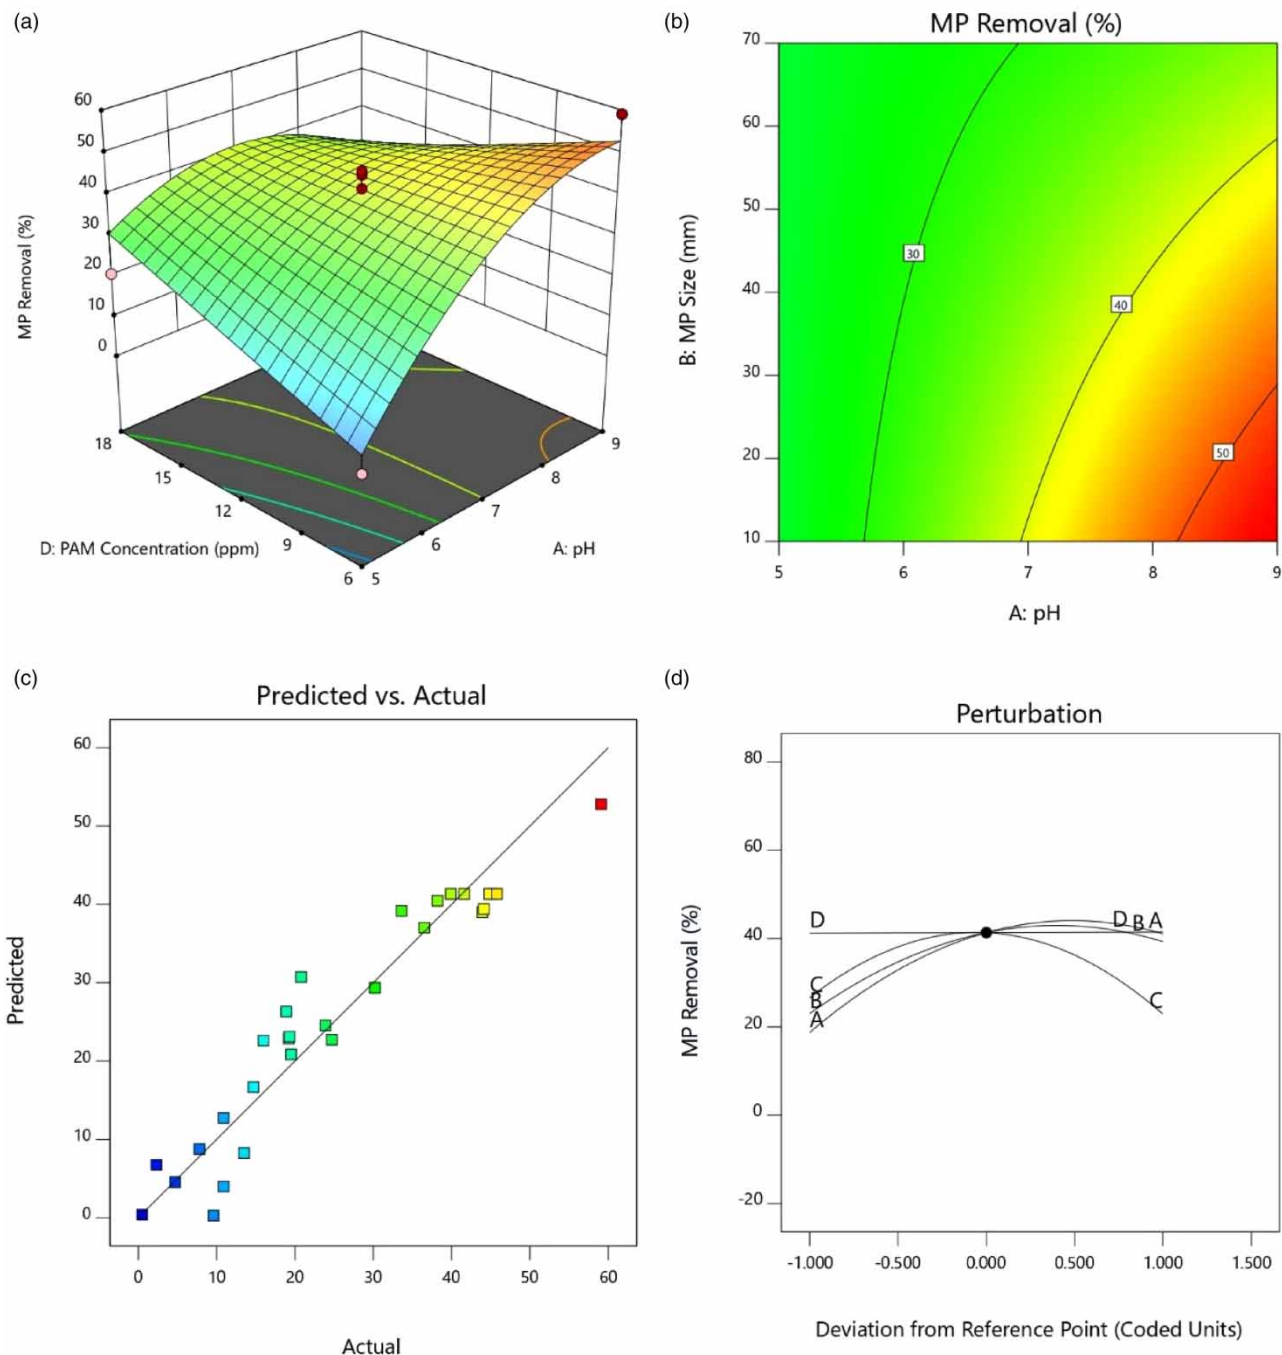 (a)
60
50
40
30
20
10
0
MP Removal (%)
18
15
12
9
6
5
6
7
8
9
D: PAM Concentration (ppm)
A: pH
(b)
MP Removal (%)
70
60
50
40
30
20
10
B: MP Size (mm)
30
40
50
5
6
7
8
9
A: pH
(c)
Predicted vs. Actual
60
50
40
30
20
10
0
Predicted
0
10
20
30
40
50
60
Actual
(d)
Perturbation
80
60
40
20
0
-20
MP Removal (%)
D
D
B
A
C
B
A
C
-1.000
-0.500
0.000
0.500
1.000
1.500
Deviation from Reference Point (Coded Units)